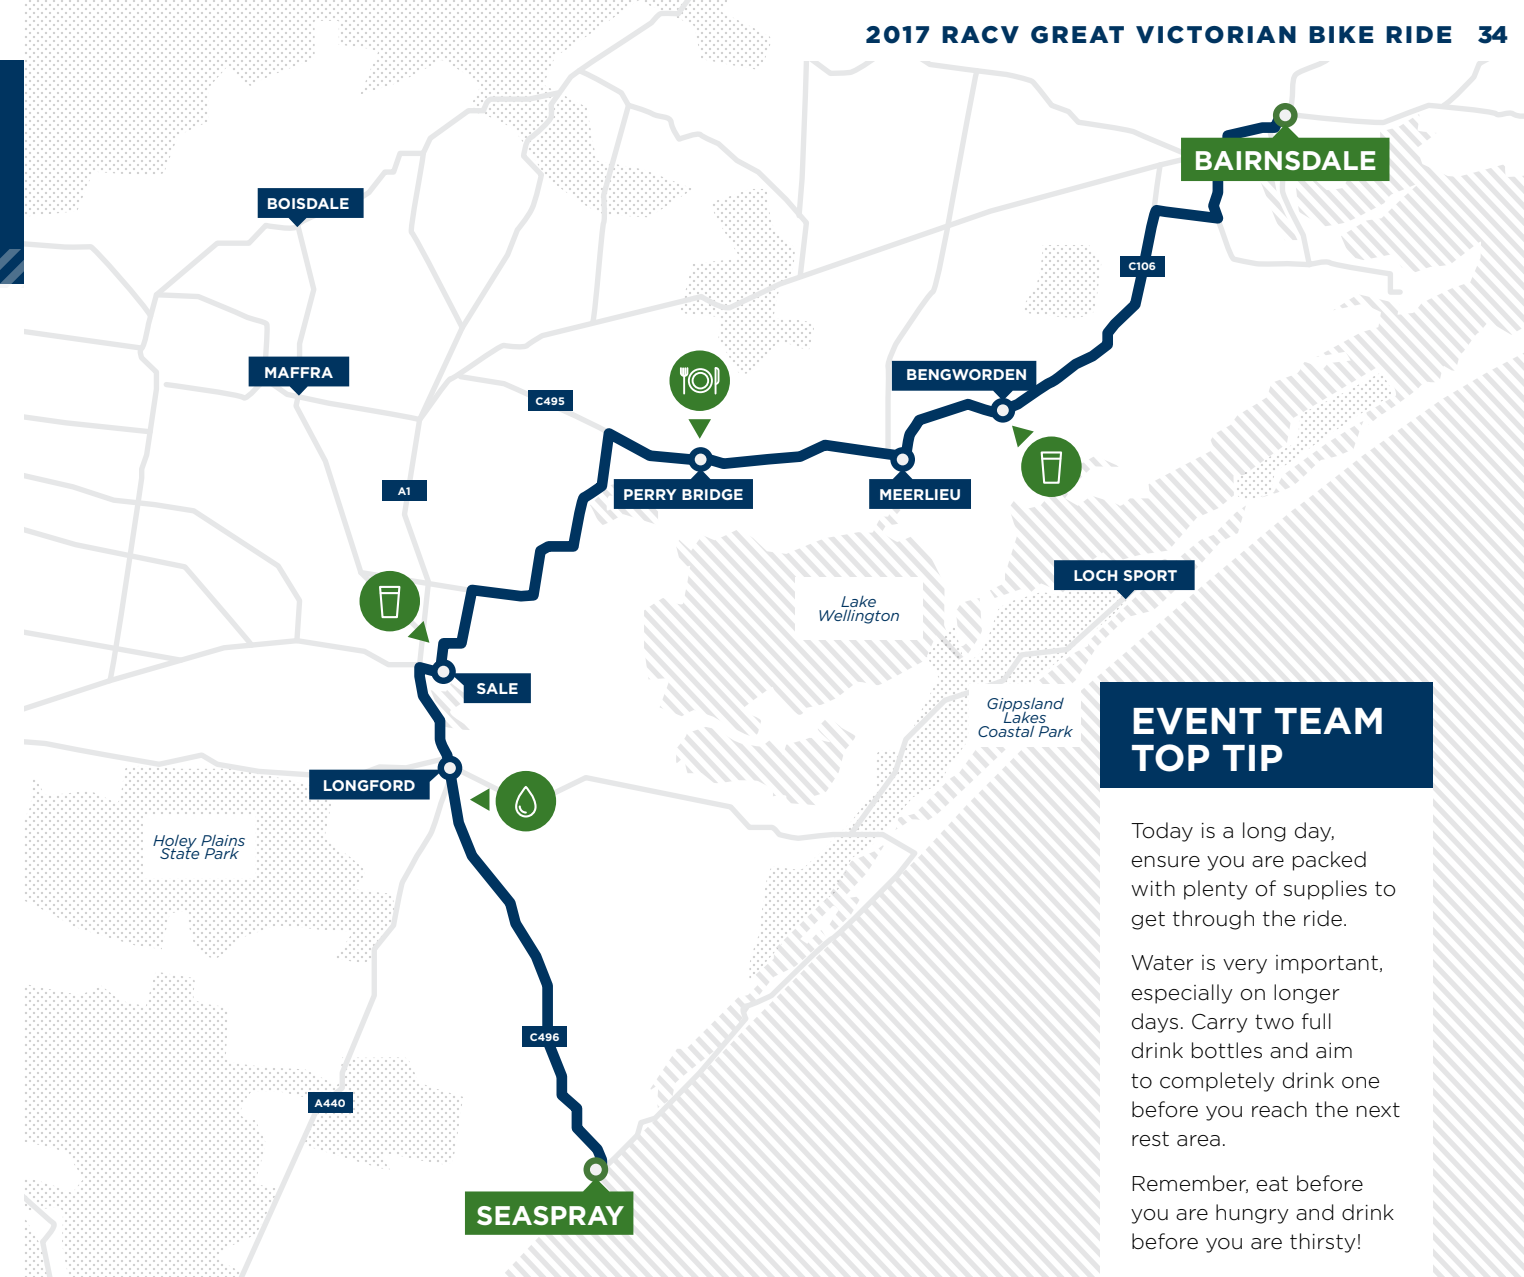 2017 RACV GREAT VICTORIAN BIKE RIDE 34
BAIRNSDALE
BOISDALE
C106
MAFFRA
BENGWORDEN
C495
A1
PERRY BRIDGE
MEERLIEU
LOCH SPORT
Lake
Wellington
SALE
Gippsland
Lakes
Coastal Park
LONGFORD
Holey Plains
State Park
C496
A440
SEASPRAY
EVENT TEAM
TOP TIP
Today is a long day,
ensure you are packed
with plenty of supplies to
get through the ride.
Water is very important,
especially on longer
days. Carry two full
drink bottles and aim
to completely drink one
before you reach the next
rest area.
Remember, eat before
you are hungry and drink
before you are thirsty!